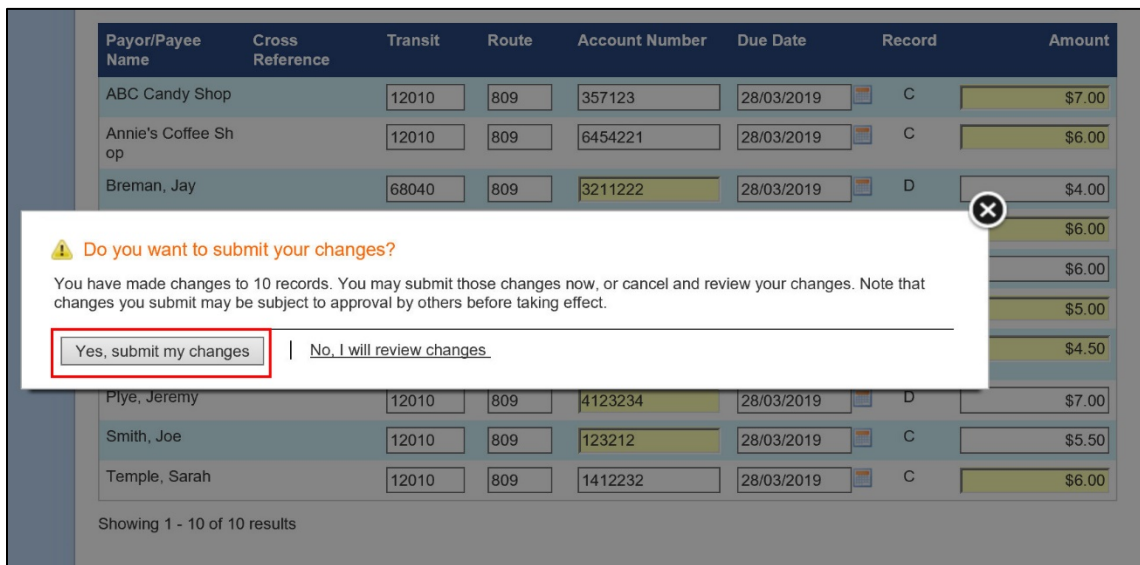 Payor/Payee Name Cross Reference Transit Route Account Number Due Date Record Amount
ABC Candy Shop 12010 809 357123 28/03/2019 C $7.00
Annie's Coffee Sh
op 12010 809 6454221 28/03/2019 C $6.00
Breman, Jay 68040 809 3211222 28/03/2019 D $4.00
$6.00
$6.00
$5.00
$4.50
Do you want to submit your changes?
You have made changes to 10 records. You may submit those changes now, or cancel and review your changes. Note that
changes you submit may be subject to approval by others before taking effect.
Yes, submit my changes | No, I will review changes
Plye, Jeremy 12010 809 4123234 28/03/2019 D $7.00
Smith, Joe 12010 809 123212 28/03/2019 C $5.50
Temple, Sarah 12010 809 1412232 28/03/2019 C $6.00
Showing 1 - 10 of 10 results